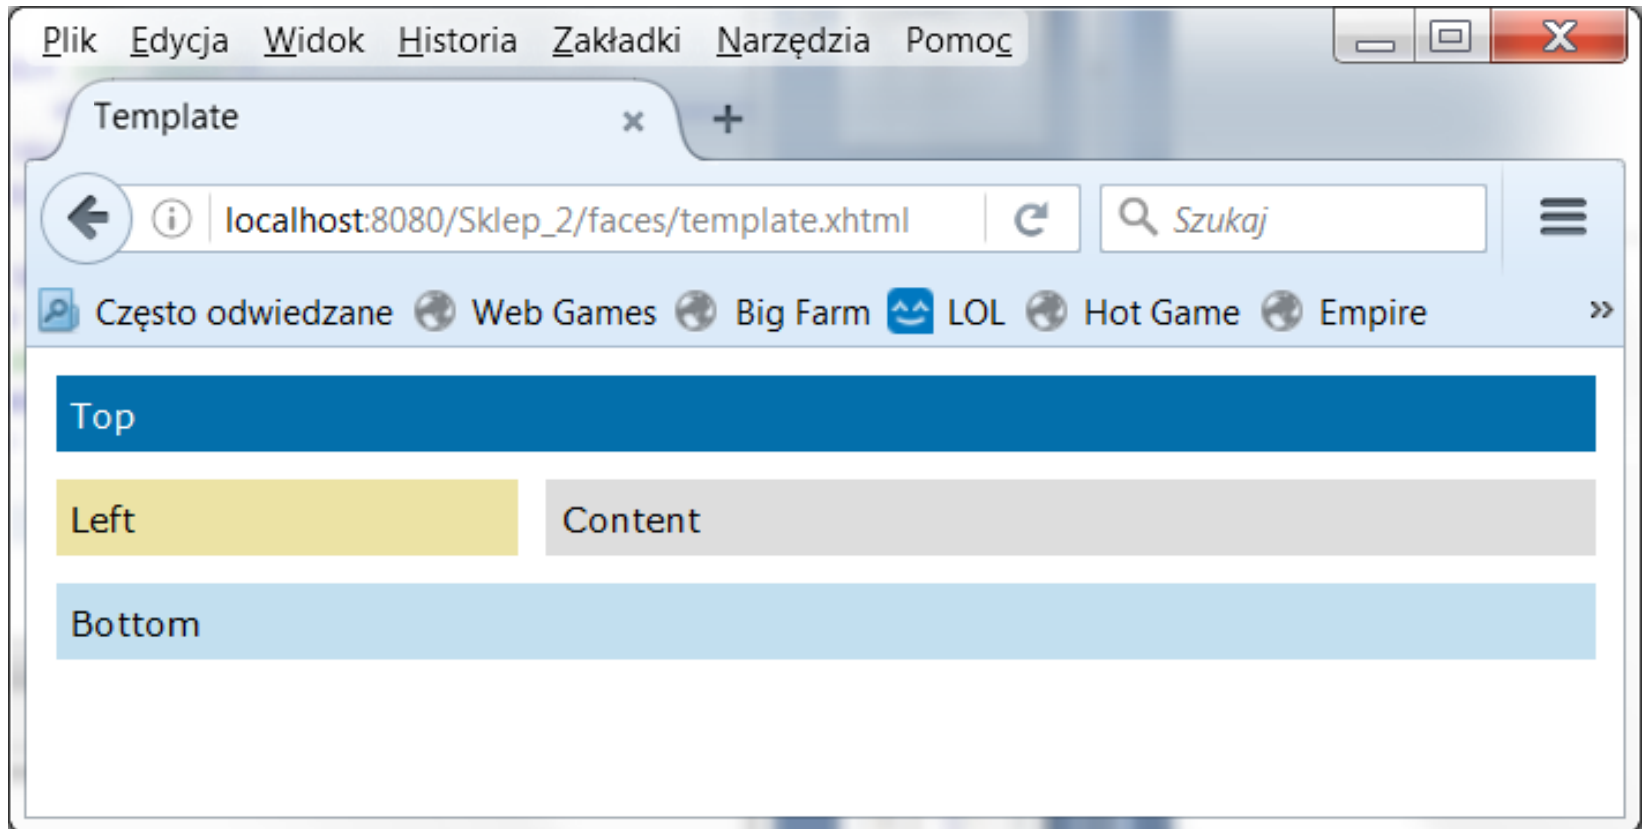 Plik Edycja Widok Historia Zakładki Narzędzia Pomoc
Template
localhost:8080/Sklep_2/faces/template.xhtml Szukaj
Często odwiedzane Web Games Big Farm LOL Hot Game Empire »
Top
Left Content
Bottom